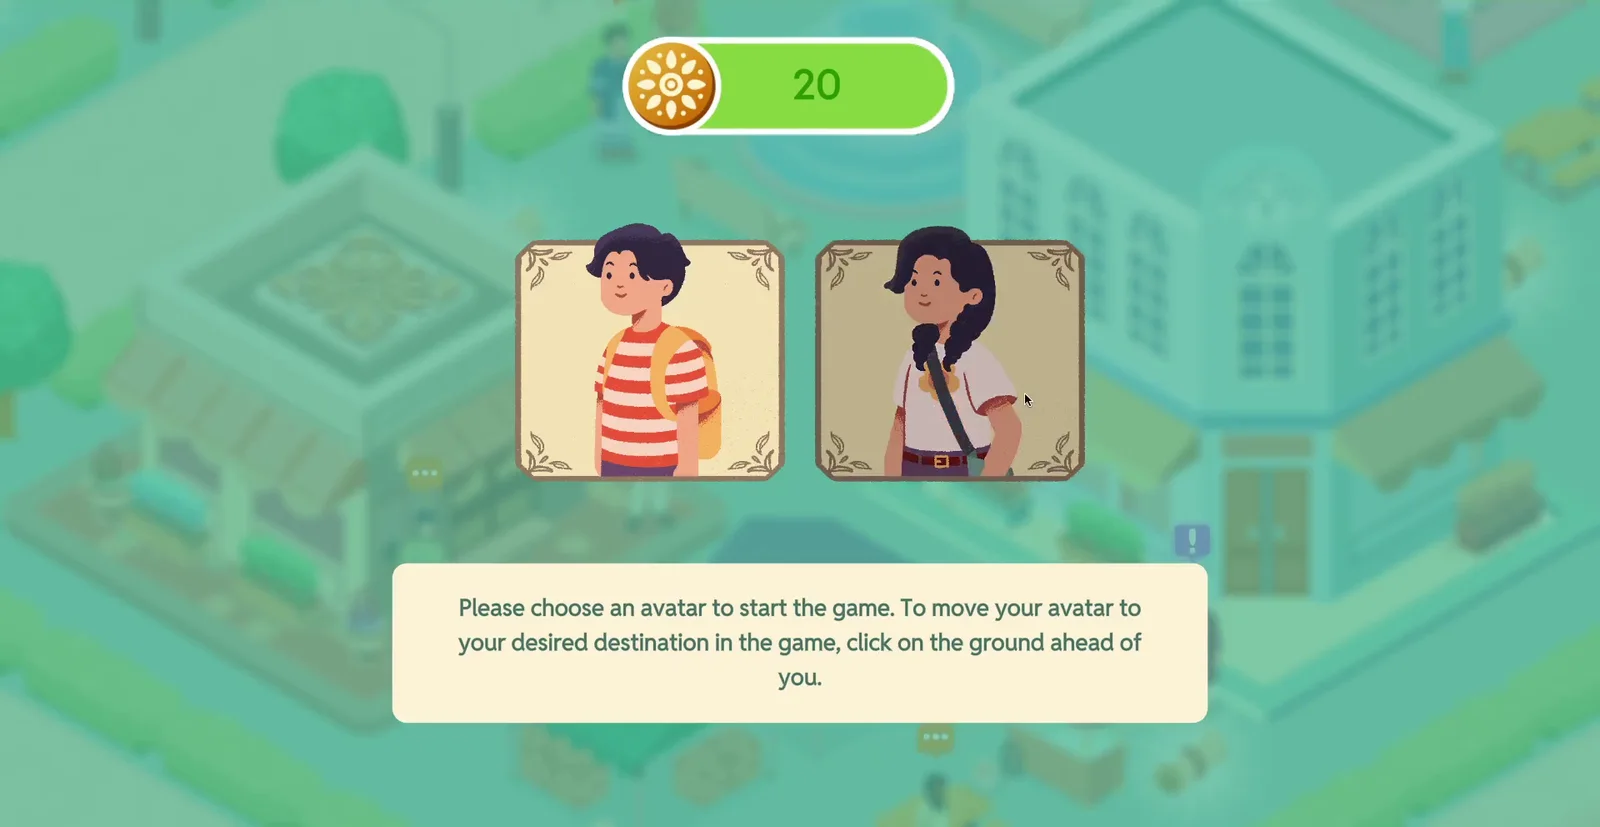 20
Please choose an avatar to start the game. To move your avatar to
your desired destination in the game, click on the ground ahead of
you.